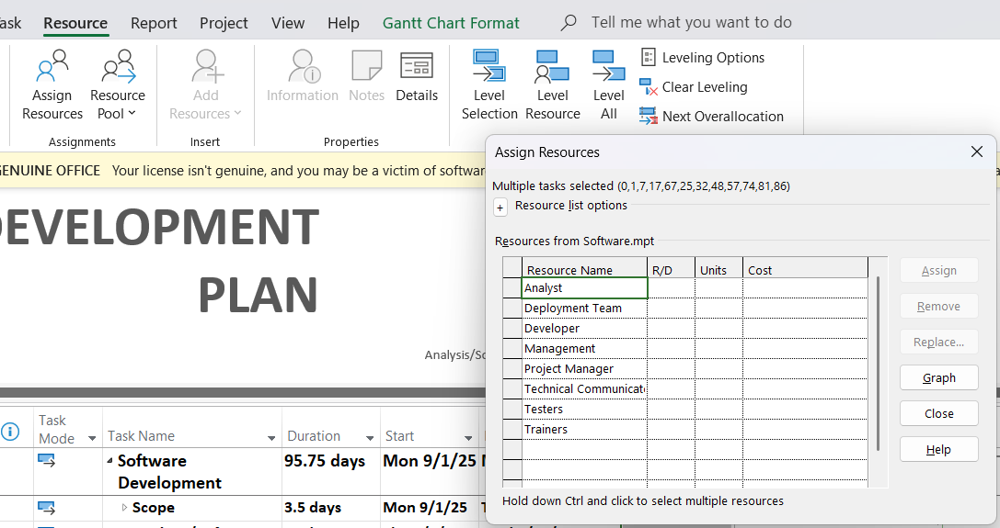 Resource Report Project View Help Gantt Chart Format Tell me what you want to do
Assign Resources
Resource Pool
Add Resources
Information
Notes
Details
Level Selection
Level Resource
Level All
Leveling Options
Clear Leveling
Next Overallocation
Assignments
Insert
Properties
GENUINE OFFICE Your license isn't genuine, and you may be a victim of software
DEVELOPMENT
PLAN
Task Mode Task Name Duration Start
Software Development 95.75 days Mon 9/1/25
Scope 3.5 days Mon 9/1/25
Assign Resources
Multiple tasks selected (0,1,7,17,67,25,32,48,57,74,81,86)
+ Resource list options
Resources from Software.mpt
Resource Name R/D Units Cost
Analyst
Deployment Team
Developer
Management
Project Manager
Technical Communicat
Testers
Trainers
Assign
Remove
Replace...
Graph
Close
Help
Hold down Ctrl and click to select multiple resources